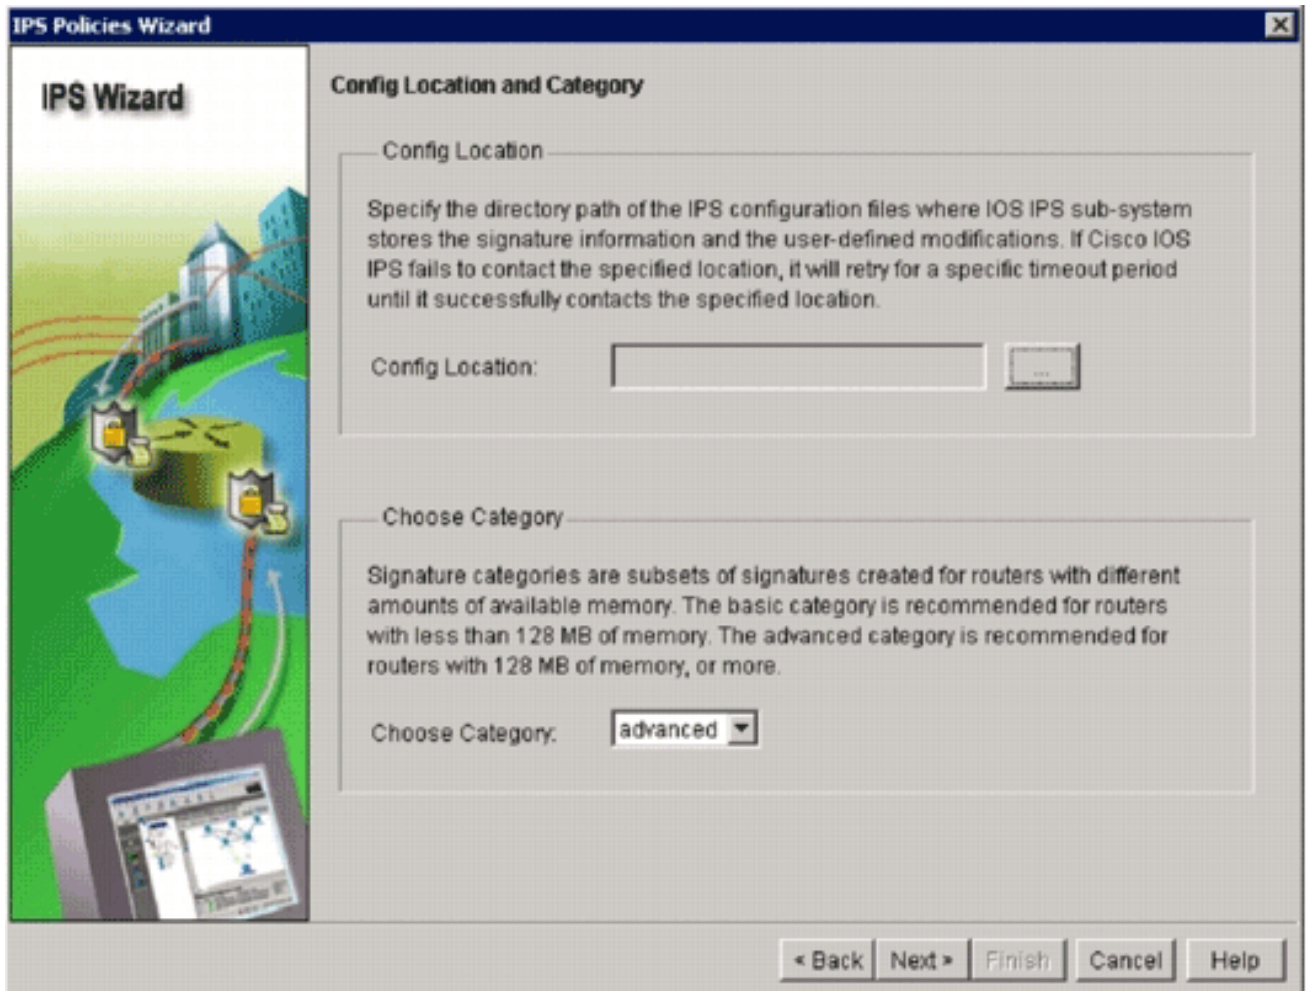 IPS Policies Wizard
IPS Wizard
Config Location and Category
Config Location
Specify the directory path of the IPS configuration files where IOS IPS sub-system
stores the signature information and the user-defined modifications. If Cisco IOS
IPS fails to contact the specified location, it will retry for a specific timeout period
until it successfully contacts the specified location.
Config Location:
...
Choose Category
Signature categories are subsets of signatures created for routers with different
amounts of available memory. The basic category is recommended for routers
with less than 128 MB of memory. The advanced category is recommended for
routers with 128 MB of memory, or more.
Choose Category:
advanced
« Back
Next »
Finish
Cancel
Help